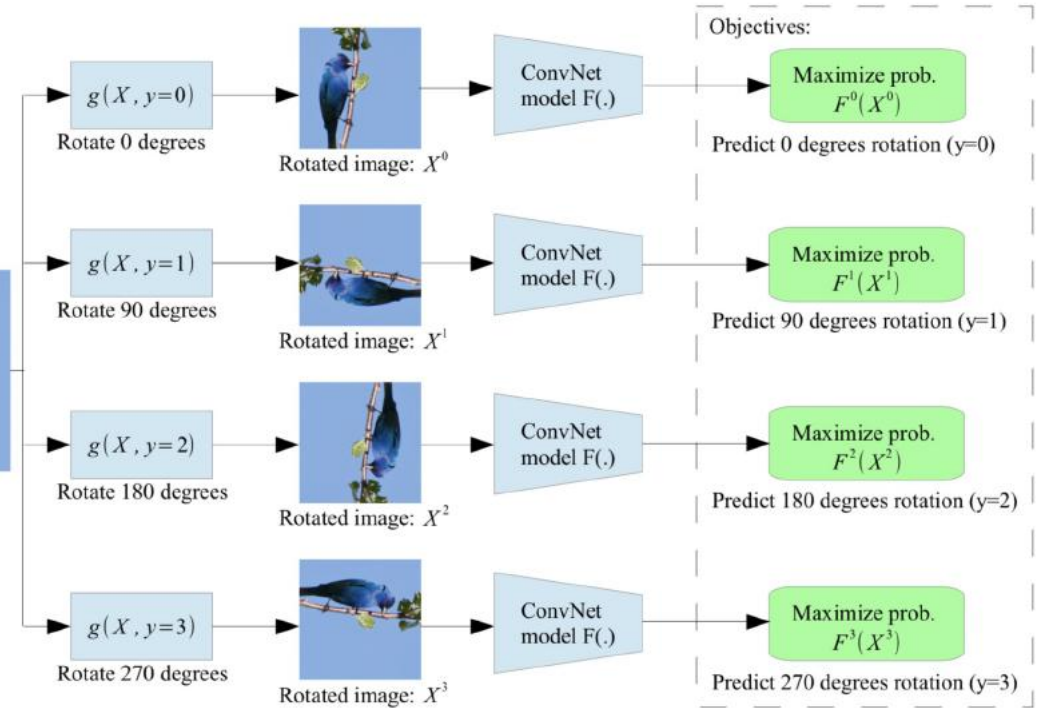 Objectives:
g(X, y=0)
Rotate 0 degrees
Rotated image: X⁰
ConvNet
model F(.)
Maximize prob.
F⁰(X⁰)
Predict 0 degrees rotation (y=0)
g(X, y=1)
Rotate 90 degrees
Rotated image: X¹
ConvNet
model F(.)
Maximize prob.
F¹(X¹)
Predict 90 degrees rotation (y=1)
g(X, y=2)
Rotate 180 degrees
Rotated image: X²
ConvNet
model F(.)
Maximize prob.
F²(X²)
Predict 180 degrees rotation (y=2)
g(X, y=3)
Rotate 270 degrees
Rotated image: X³
ConvNet
model F(.)
Maximize prob.
F³(X³)
Predict 270 degrees rotation (y=3)